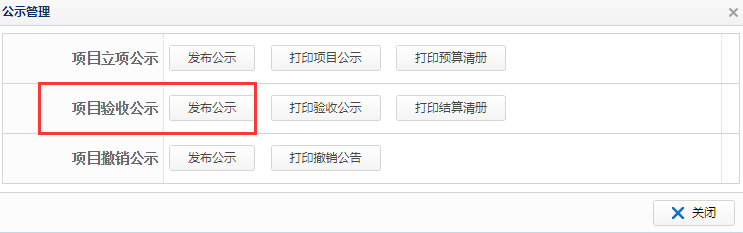 公示管理
项目立项公示 发布公示 打印项目公示 打印预算清册
项目验收公示 发布公示 打印验收公示 打印结算清册
项目撤销公示 发布公示 打印撤销公告
关闭